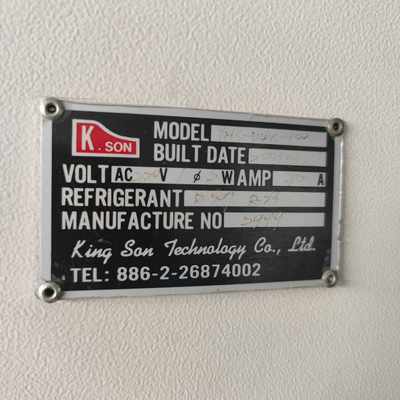 K.SON
MODEL
BUILT DATE
VOLT AC V ø W AMP A
REFRIGERANT
MANUFACTURE NO
King Son Technology Co., Ltd.
TEL: 886-2-26874002